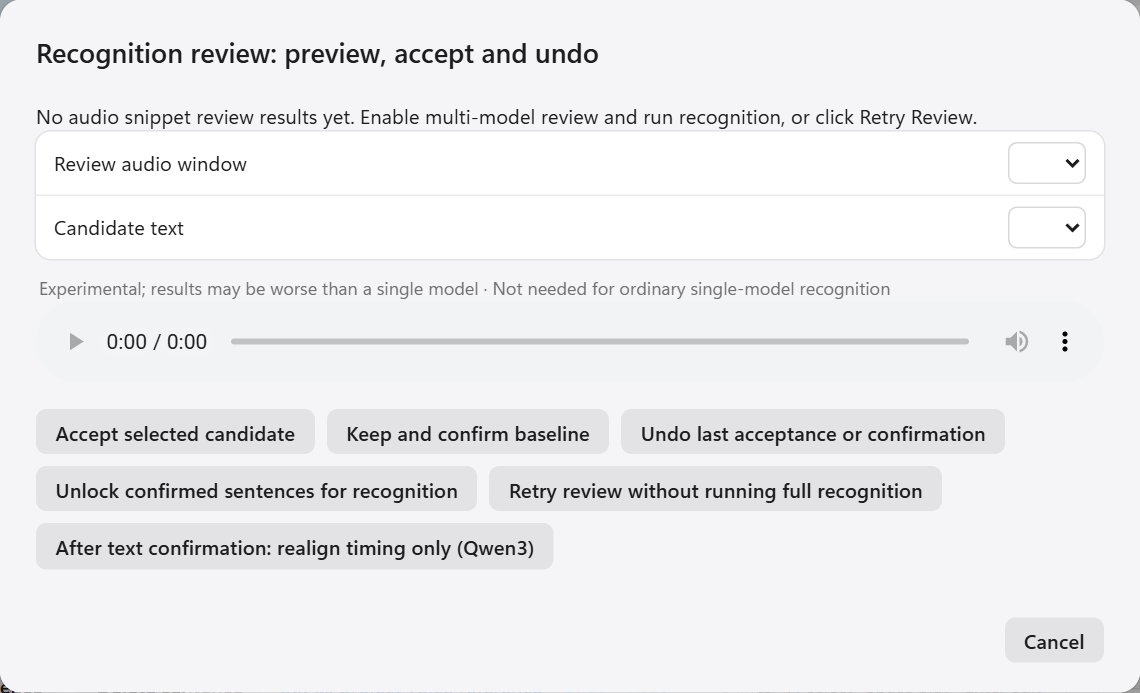 Recognition review: preview, accept and undo
No audio snippet review results yet. Enable multi-model review and run recognition, or click Retry Review.
Review audio window
Candidate text
Experimental; results may be worse than a single model · Not needed for ordinary single-model recognition
0:00 / 0:00
Accept selected candidate
Keep and confirm baseline
Undo last acceptance or confirmation
Unlock confirmed sentences for recognition
Retry review without running full recognition
After text confirmation: realign timing only (Qwen3)
Cancel